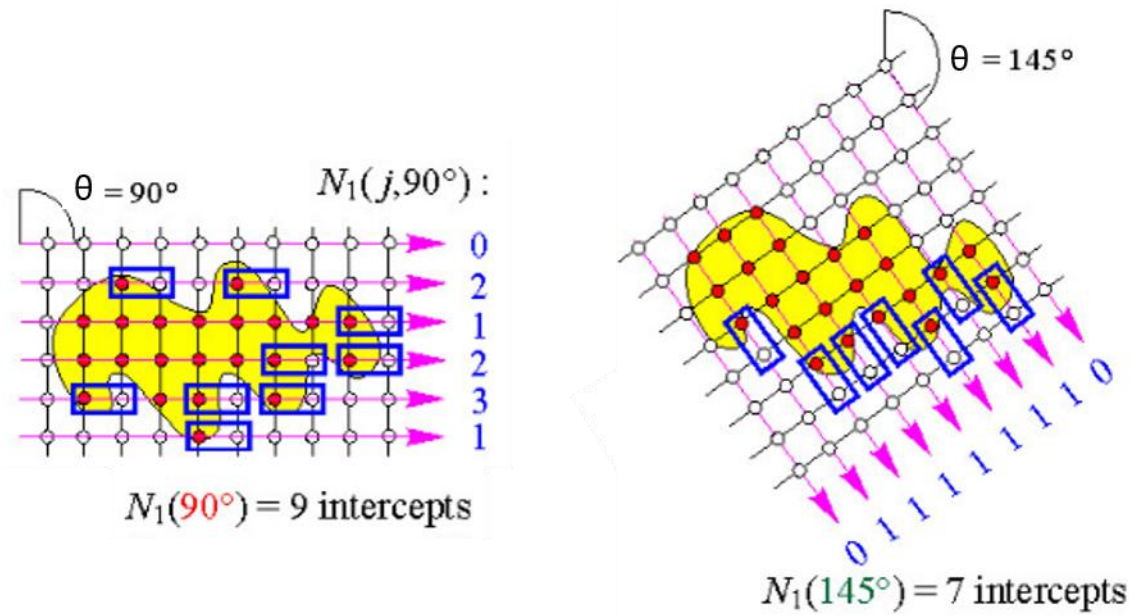 θ = 90°
N₁(j,90°) :
0
2
1
2
3
1
N₁(90°) = 9 intercepts
θ = 145°
0 1 1 1 1 1 1 1 0
N₁(145°) = 7 intercepts